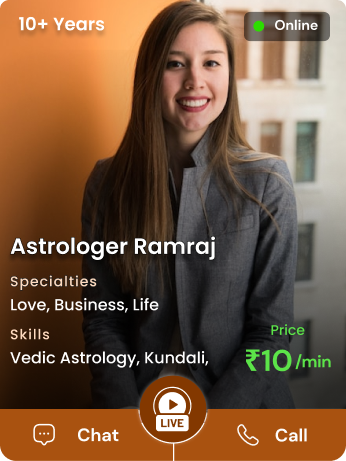 10+ Years
Online
Astrologer Ramraj
Specialties
Love, Business, Life
Skills
Vedic Astrology, Kundali,
Price
₹10/min
LIVE
Chat
Call